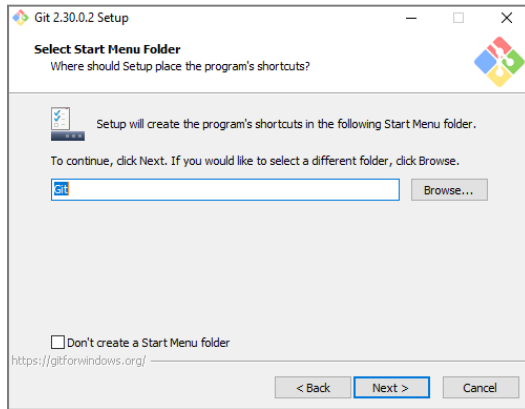 Git 2.30.0.2 Setup
Select Start Menu Folder
Where should Setup place the program's shortcuts?
Setup will create the program's shortcuts in the following Start Menu folder.
To continue, click Next. If you would like to select a different folder, click Browse.
Git
Browse...
Don't create a Start Menu folder
https://gitforwindows.org/
< Back
Next >
Cancel